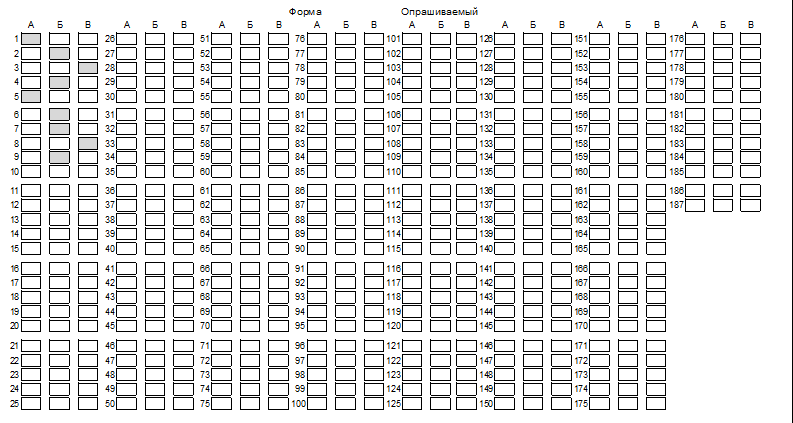 Форма Опрашиваемый
А Б В А Б В А Б В А Б В А Б В А Б В А Б В
1 26 51 76 101 126 151 176
2 27 52 77 102 127 152 177
3 28 53 78 103 128 153 178
4 29 54 79 104 129 154 179
5 30 55 80 105 130 155 180
6 31 56 81 106 131 156 181
7 32 57 82 107 132 157 182
8 33 58 83 108 133 158 183
9 34 59 84 109 134 159 184
10 35 60 85 110 135 160 185
11 36 61 86 111 136 161 186
12 37 62 87 112 137 162 187
13 38 63 88 113 138 163
14 39 64 89 114 139 164
15 40 65 90 115 140 165
16 41 66 91 116 141 166
17 42 67 92 117 142 167
18 43 68 93 118 143 168
19 44 69 94 119 144 169
20 45 70 95 120 145 170
21 46 71 96 121 146 171
22 47 72 97 122 147 172
23 48 73 98 123 148 173
24 49 74 99 124 149 174
25 50 75 100 125 150 175